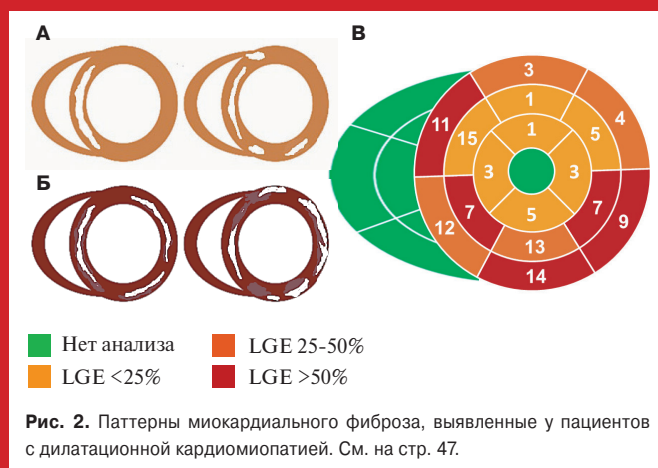 А
В
3
1
11
4
1
5
15
3
3
Б
7
7
9
5
12
13
14
Нет анализа
LGE 25-50%
LGE <25%
LGE >50%
Рис. 2. Паттерны миокардиального фиброза, выявленные у пациентов
с дилатационной кардиомиопатией. См. на стр. 47.